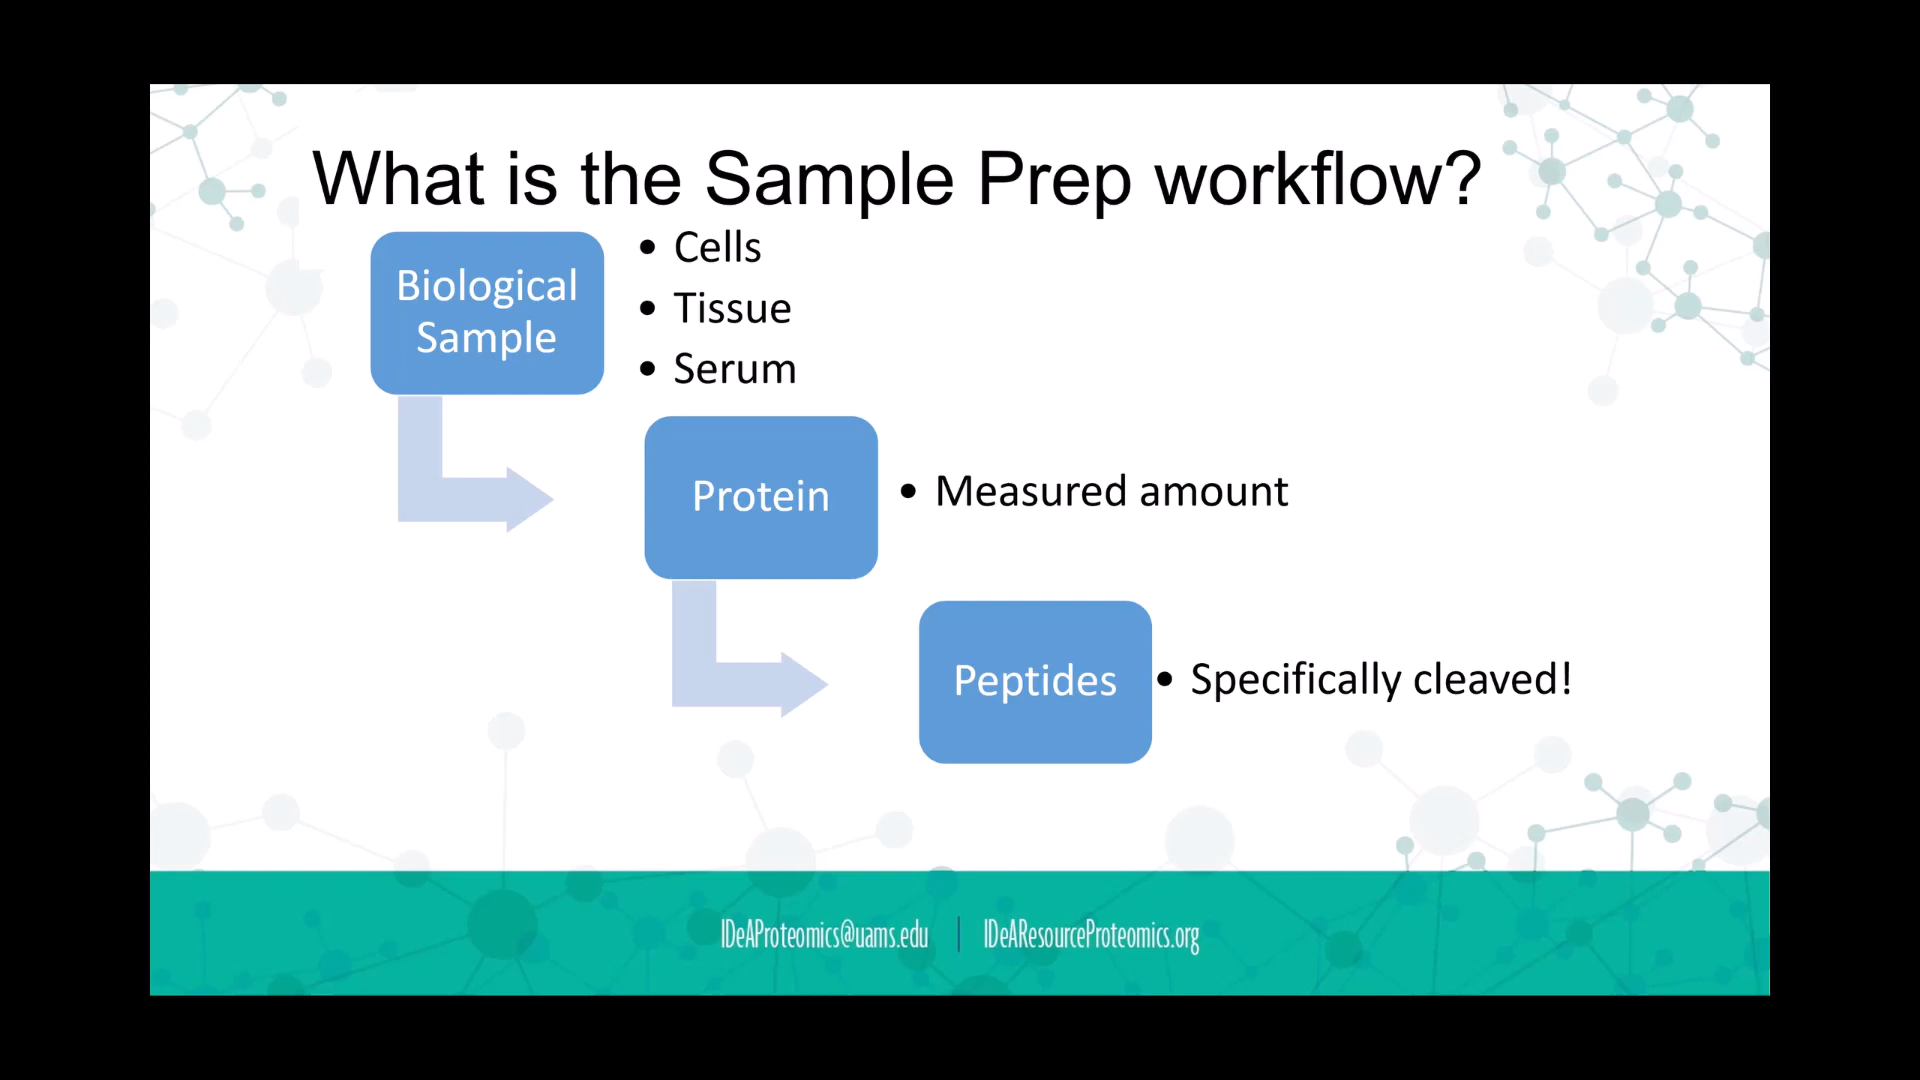 What is the Sample Prep workflow?
Biological
Sample
• Cells
• Tissue
• Serum
Protein
• Measured amount
Peptides
• Specifically cleaved!
IDeAProteomics@uams.edu | IDeAResourceProteomics.org